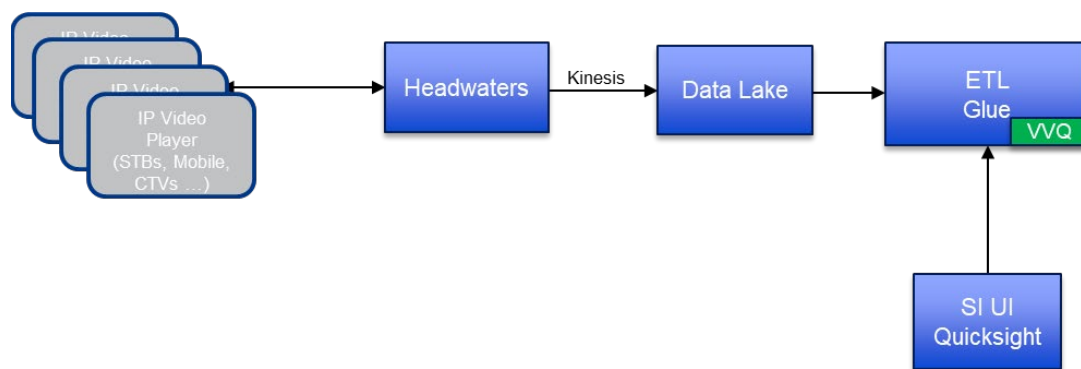 IP Video
IP Video
IP Video
IP Video
Player
(STBs, Mobile,
CTVs ...)
Headwaters
Kinesis
Data Lake
ETL
Glue
VVQ
SI UI
Quicksight